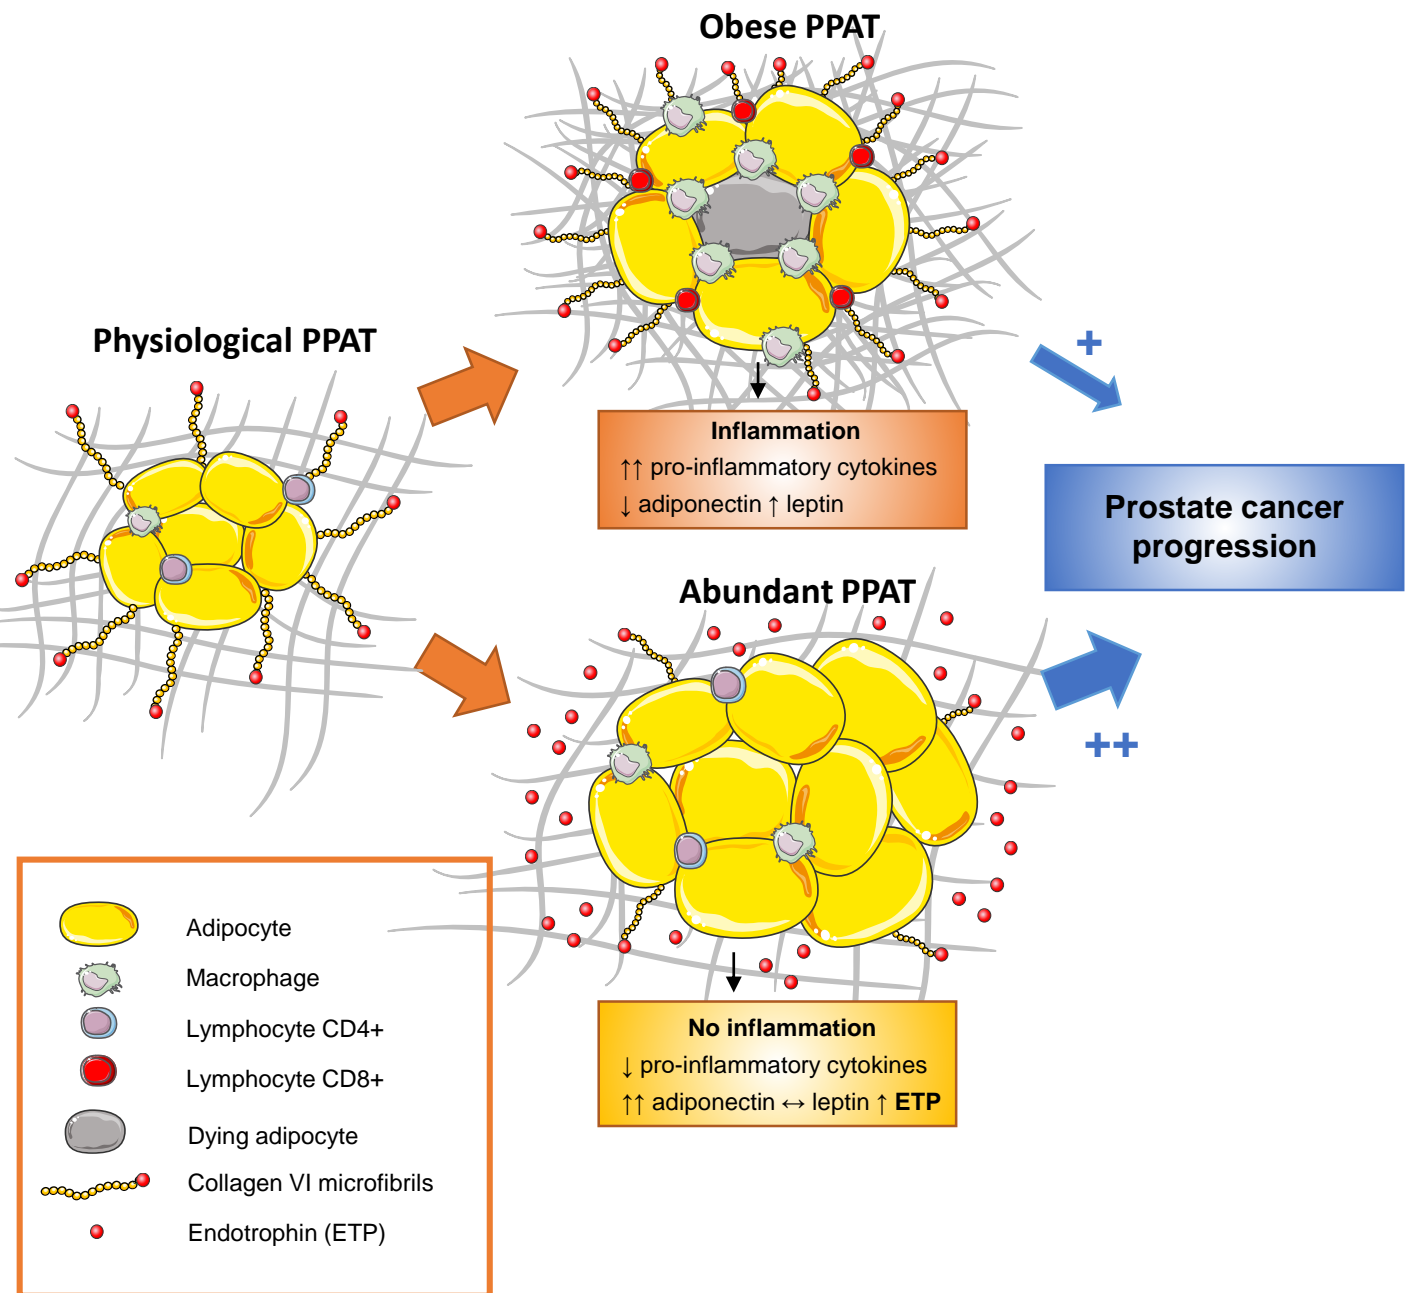 Obese PPAT
Physiological PPAT
+
Inflammation
↑↑ pro-inflammatory cytokines
↓ adiponectin ↑ leptin
Prostate cancer
progression
Abundant PPAT
++
No inflammation
↓ pro-inflammatory cytokines
↑↑ adiponectin ↔ leptin ↑ ETP
Adipocyte
Macrophage
Lymphocyte CD4+
Lymphocyte CD8+
Dying adipocyte
Collagen VI microfibrils
Endotrophin (ETP)